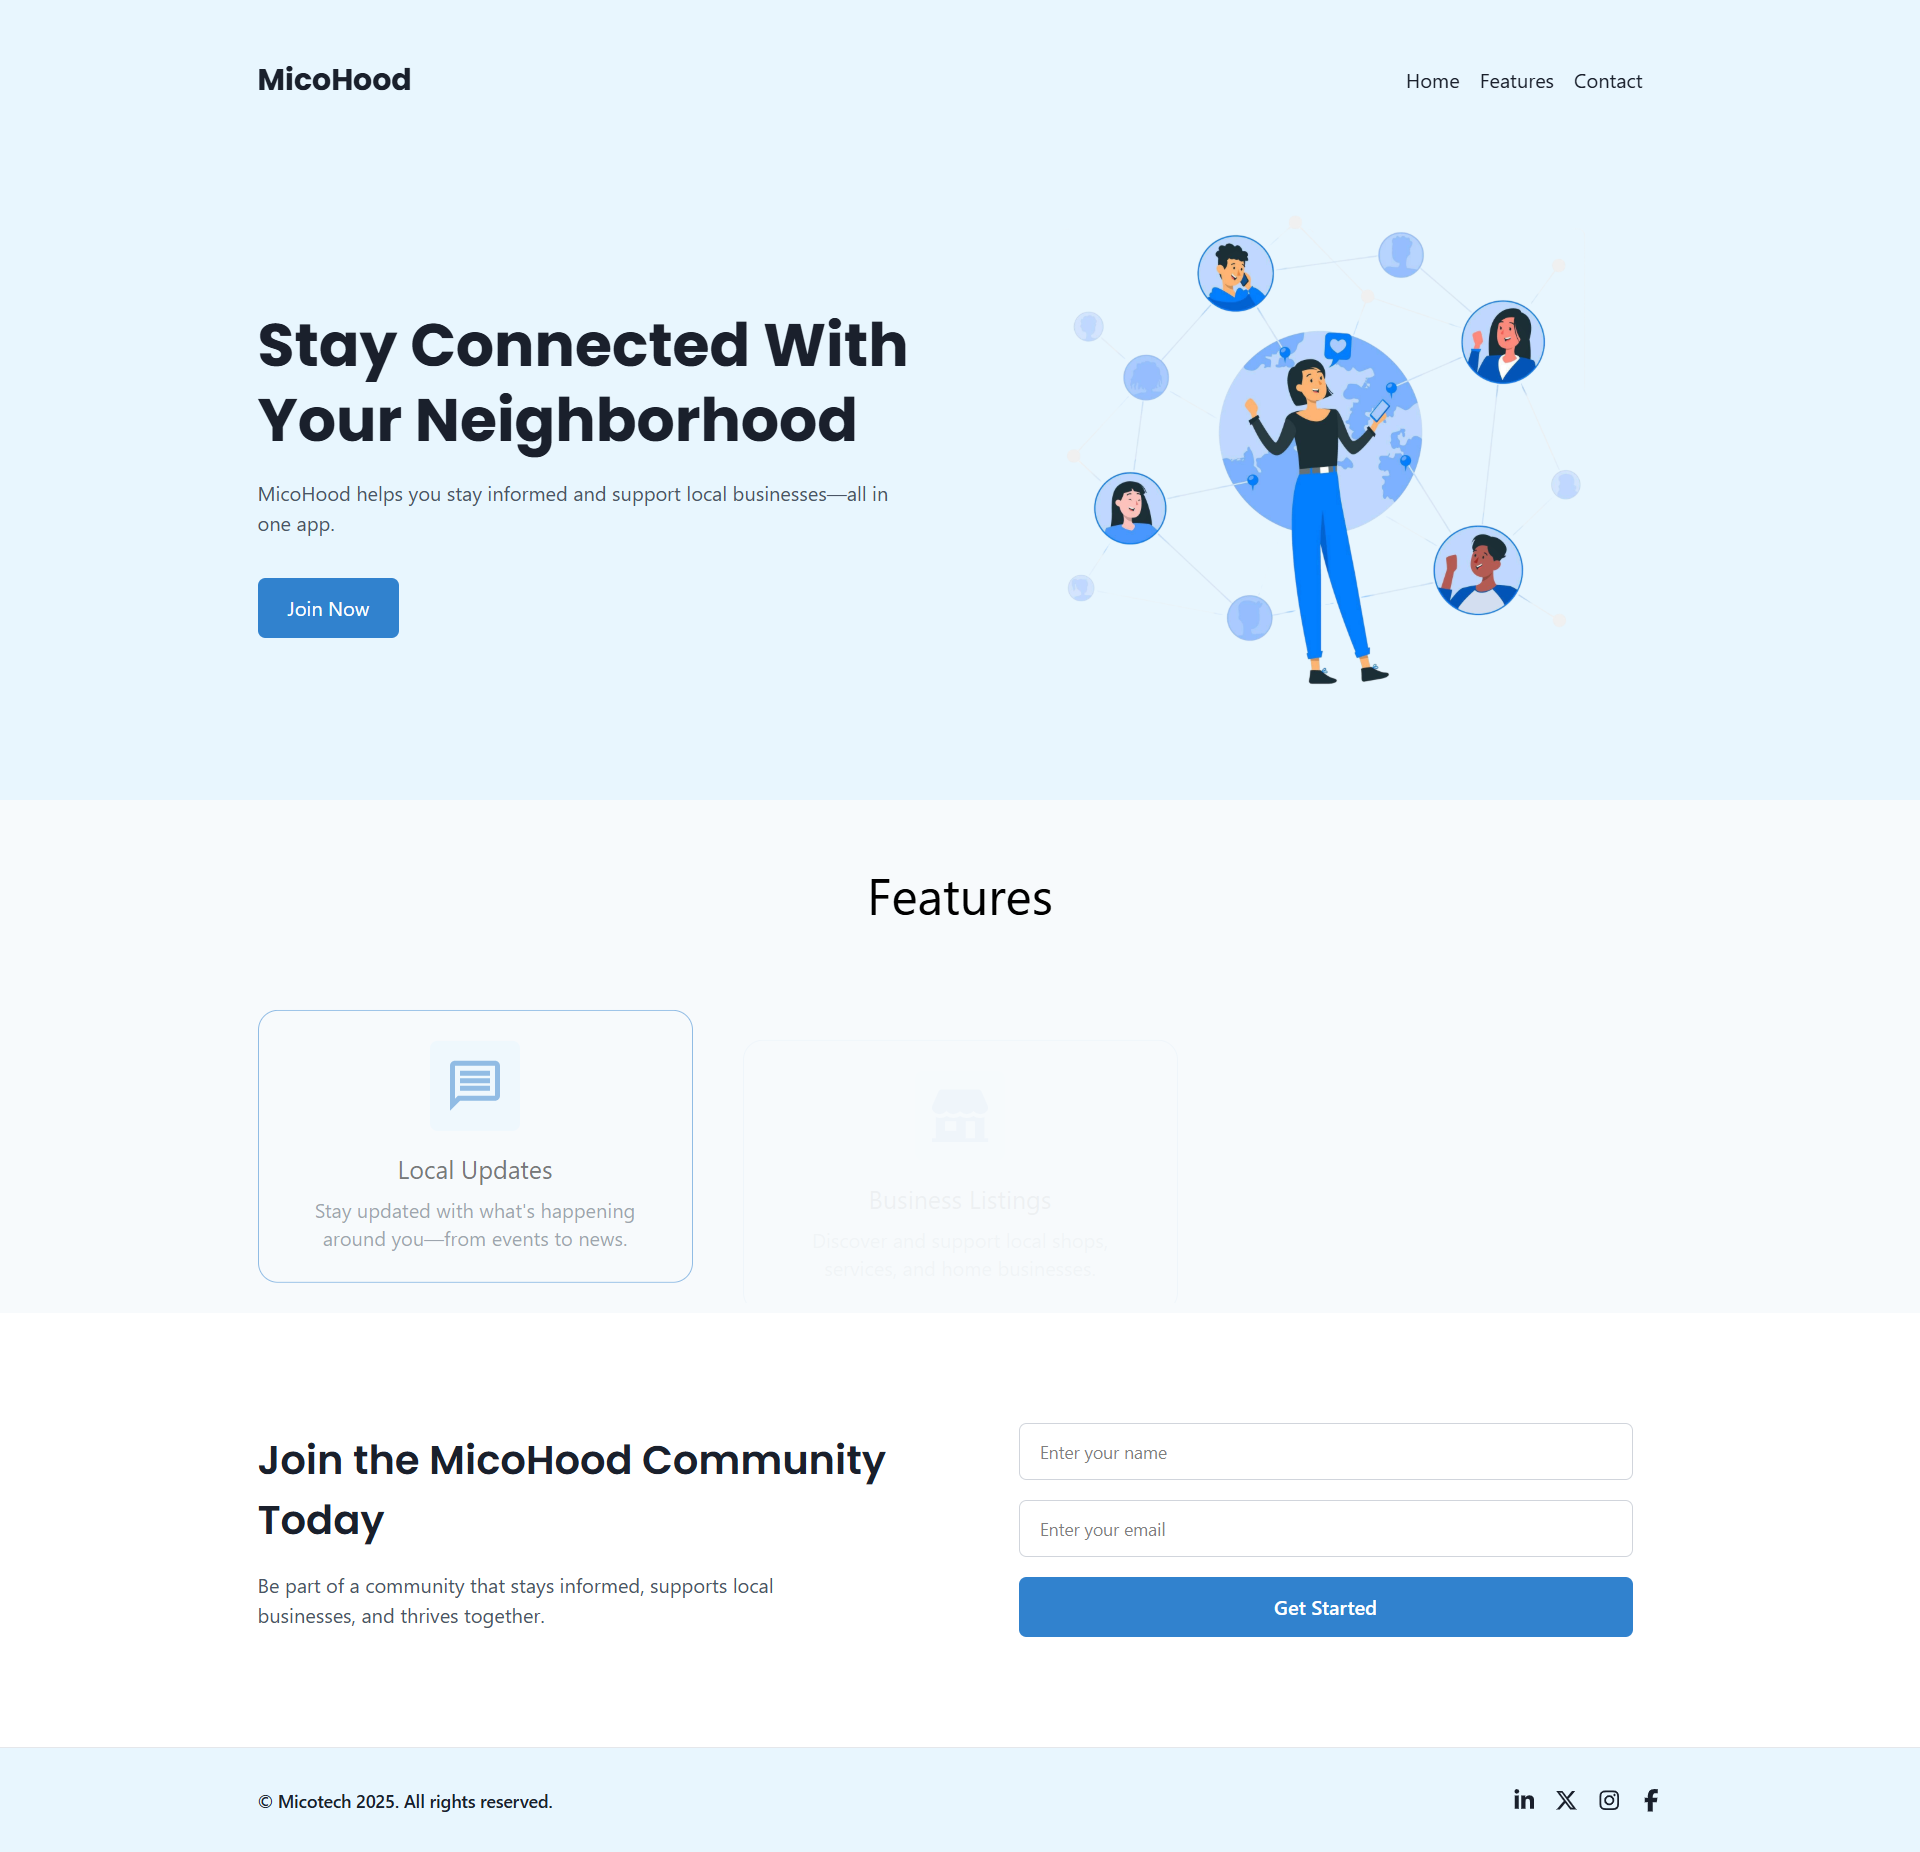 MicoHood
Home Features Contact
Stay Connected With
Your Neighborhood
MicoHood helps you stay informed and support local businesses—all in
one app.
Join Now
Features
Local Updates
Stay updated with what's happening
around you—from events to news.
Business Listings
Discover and support local shops,
services, and home businesses.
Join the MicoHood Community
Today
Be part of a community that stays informed, supports local
businesses, and thrives together.
Enter your name
Enter your email
Get Started
© Micotech 2025. All rights reserved.